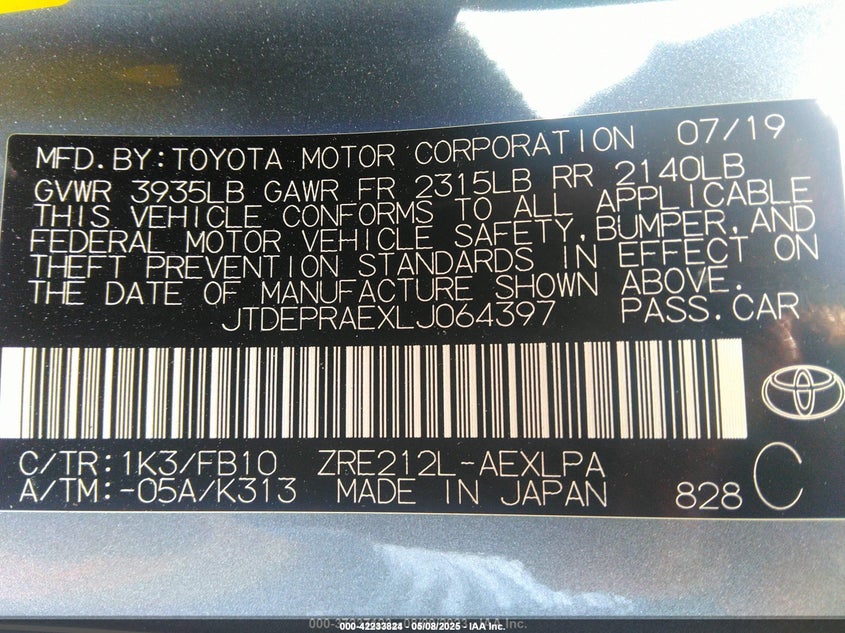 MFD.BY:TOYOTA MOTOR CORPORATION 07/19
GVWR 3935LB GAWR FR 2315LB RR 2140LB
THIS VEHICLE CONFORMS TO ALL APPLICABLE
FEDERAL MOTOR VEHICLE SAFETY,BUMPER,AND
THEFT PREVENTION STANDARDS IN EFFECT ON
THE DATE OF MANUFACTURE SHOWN ABOVE.
JTDEPRAEXLJ064397 PASS.CAR
C/TR:1K3/FB10 ZRE212L-AEXLPA
A/TM:-05A/K313 MADE IN JAPAN 828 C
000-42233824 - 05/08/2025 - IAA Inc.